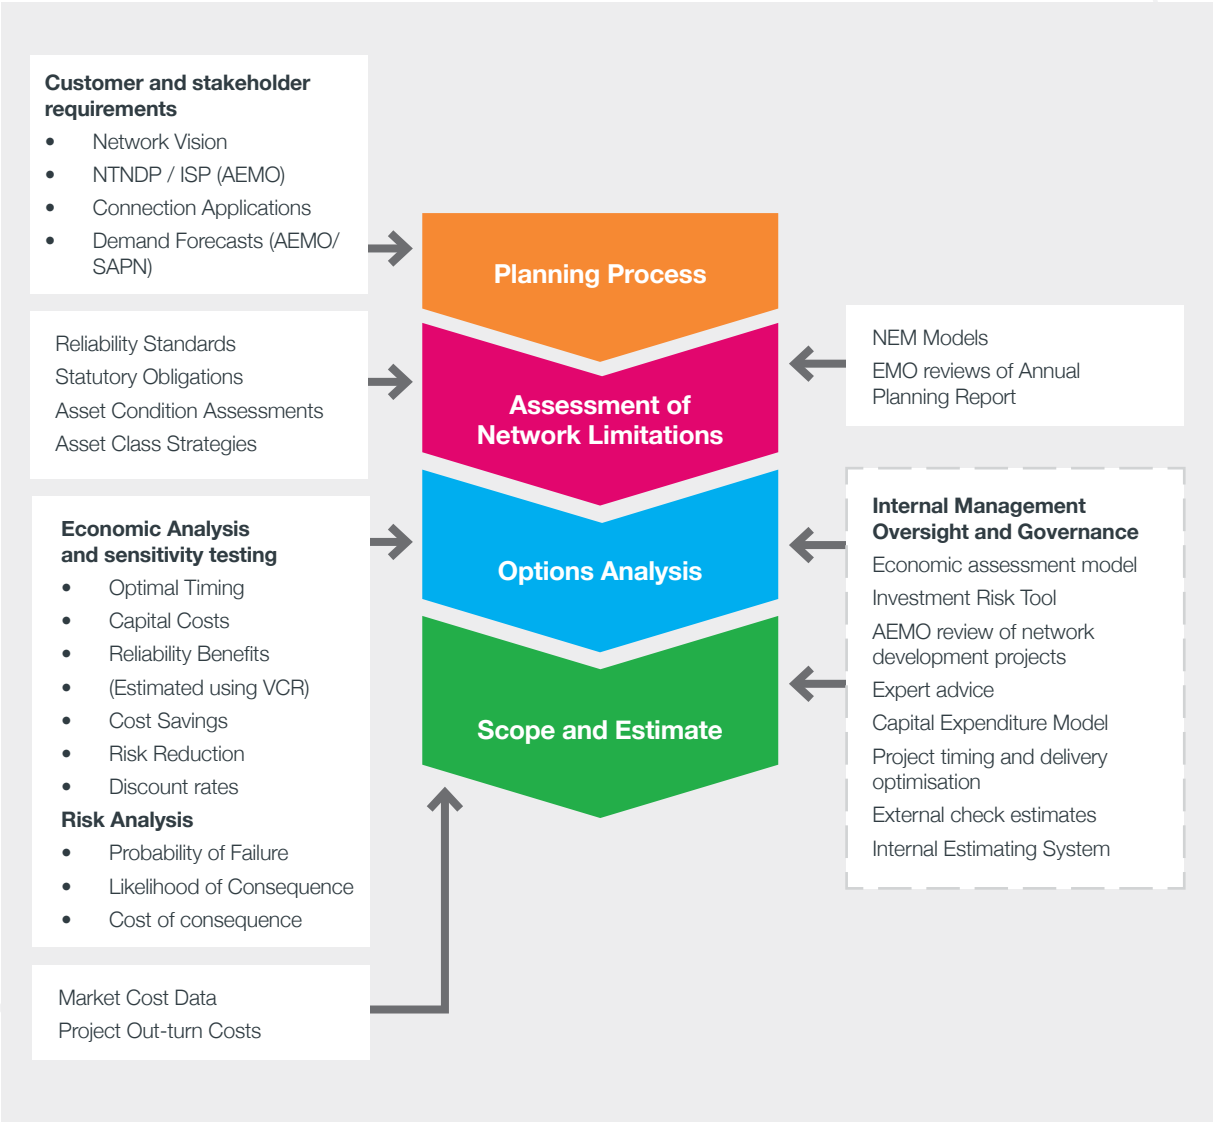 Customer and stakeholder
requirements
• Network Vision
• NTNDP / ISP (AEMO)
• Connection Applications
• Demand Forecasts (AEMO/
SAPN)
Reliability Standards
Statutory Obligations
Asset Condition Assessments
Asset Class Strategies
Economic Analysis
and sensitivity testing
• Optimal Timing
• Capital Costs
• Reliability Benefits
• (Estimated using VCR)
• Cost Savings
• Risk Reduction
• Discount rates
Risk Analysis
• Probability of Failure
• Likelihood of Consequence
• Cost of consequence
Market Cost Data
Project Out-turn Costs
Planning Process
Assessment of
Network Limitations
Options Analysis
Scope and Estimate
NEM Models
EMO reviews of Annual
Planning Report
Internal Management
Oversight and Governance
Economic assessment model
Investment Risk Tool
AEMO review of network
development projects
Expert advice
Capital Expenditure Model
Project timing and delivery
optimisation
External check estimates
Internal Estimating System